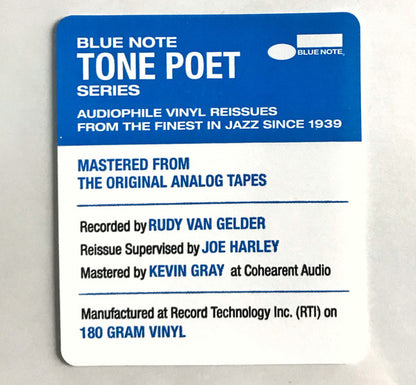 BLUE NOTE
TONE POET
SERIES
BLUE NOTE
AUDIOPHILE VINYL REISSUES
FROM THE FINEST IN JAZZ SINCE 1939
MASTERED FROM
THE ORIGINAL ANALOG TAPES
Recorded by RUDY VAN GELDER
Reissue Supervised by JOE HARLEY
Mastered by KEVIN GRAY at Cohearent Audio
Manufactured at Record Technology Inc. (RTI) on
180 GRAM VINYL